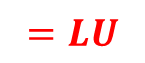 = LU